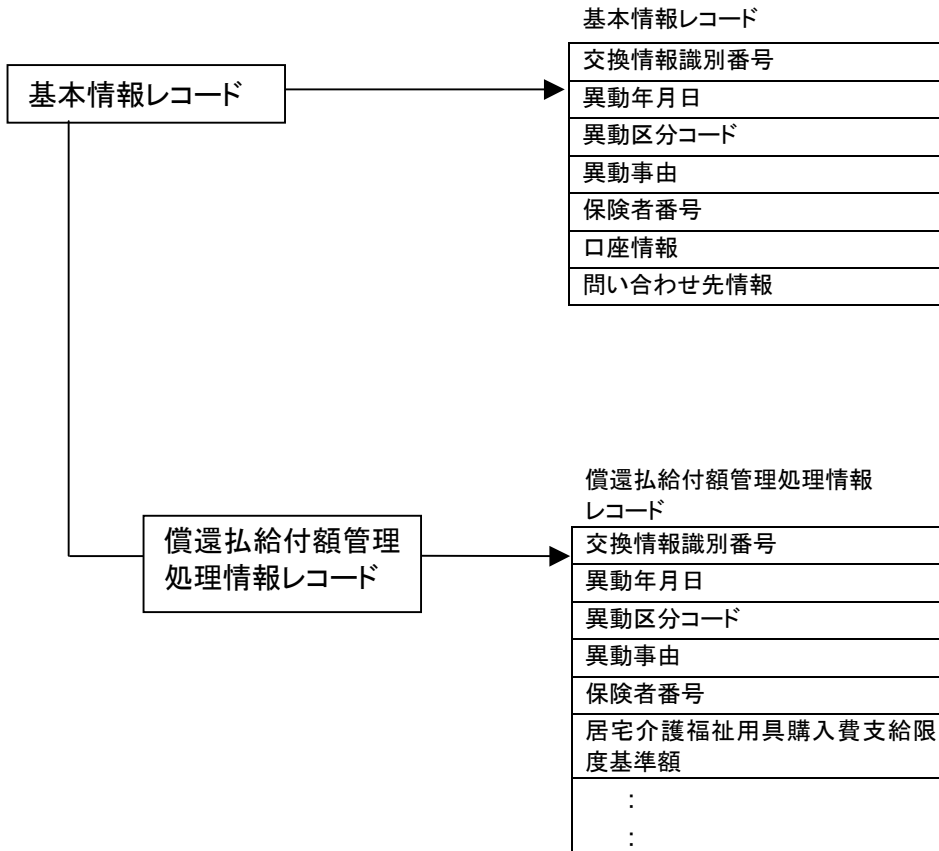 基本情報レコード
基本情報レコード
交換情報識別番号
異動年月日
異動区分コード
異動事由
保険者番号
口座情報
問い合わせ先情報
償還払給付額管理
処理情報レコード
償還払給付額管理処理情報
レコード
交換情報識別番号
異動年月日
異動区分コード
異動事由
保険者番号
居宅介護福祉用具購入費支給限
度基準額
:
: